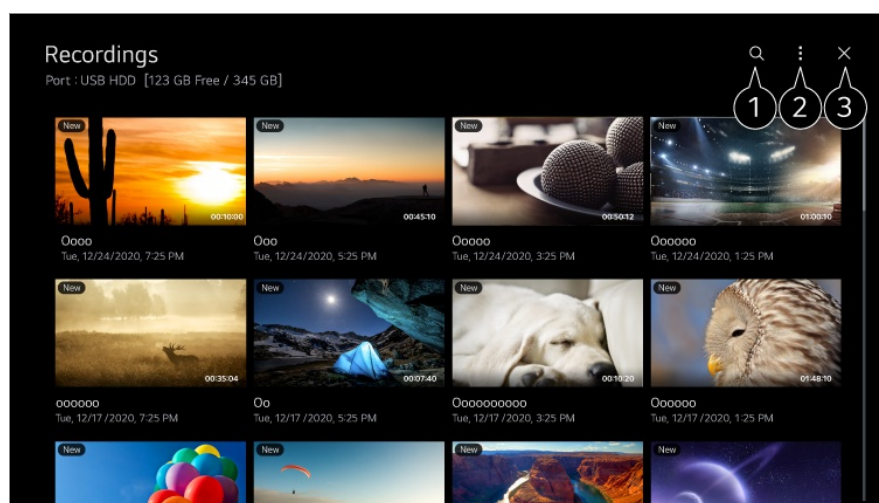 Recordings
Port : USB HDD [123 GB Free / 345 GB]
1 2 3
New New New New
00:10:00 00:45:10 00:50:12 01:00:10
Oooo Ooo Ooooo Oooooo
Tue, 12/24/2020, 7:25 PM Tue, 12/24/2020, 5:25 PM Tue, 12/24/2020, 3:25 PM Tue, 12/24/2020, 1:25 PM
New New New New
00:35:04 00:07:40 00:10:20 01:48:10
oooooo Oo Oooooooooo Oooooo
Tue, 12/17 /2020, 7:25 PM Tue, 12/17 /2020, 5:25 PM Tue, 12/17 /2020, 3:25 PM Tue, 12/17 /2020, 1:25 PM
New New New New